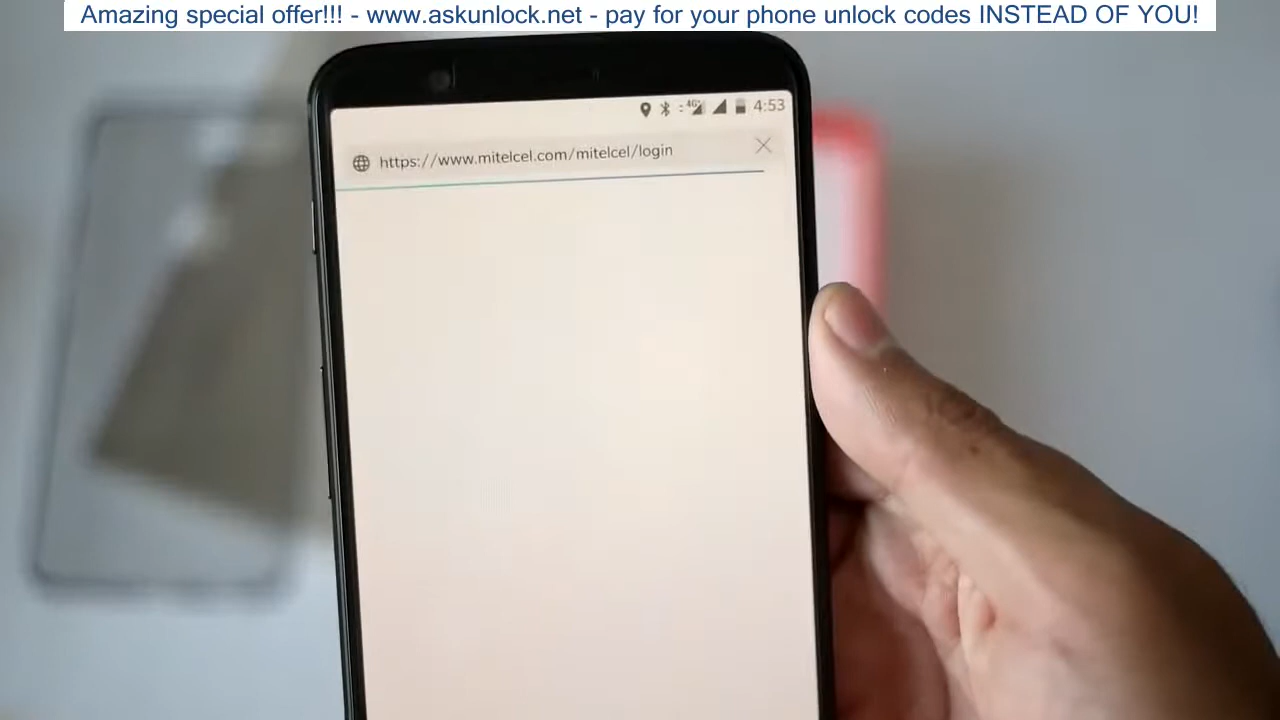 Amazing special offer!!! - www.askunlock.net - pay for your phone unlock codes INSTEAD OF YOU!
4G 4:53
https://www.mitelcel.com/mitelcel/login